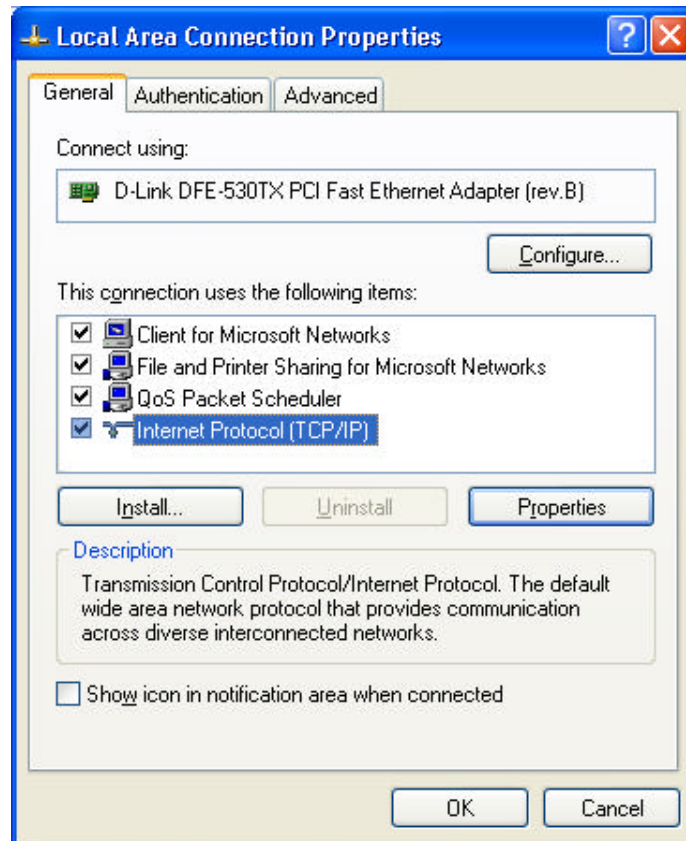 Local Area Connection Properties
General
Authentication
Advanced
Connect using:
D-Link DFE-530TX PCI Fast Ethernet Adapter (rev.B)
Configure...
This connection uses the following items:
Client for Microsoft Networks
File and Printer Sharing for Microsoft Networks
QoS Packet Scheduler
Internet Protocol (TCP/IP)
Install...
Uninstall
Properties
Description
Transmission Control Protocol/Internet Protocol. The default
wide area network protocol that provides communication
across diverse interconnected networks.
Show icon in notification area when connected
OK
Cancel